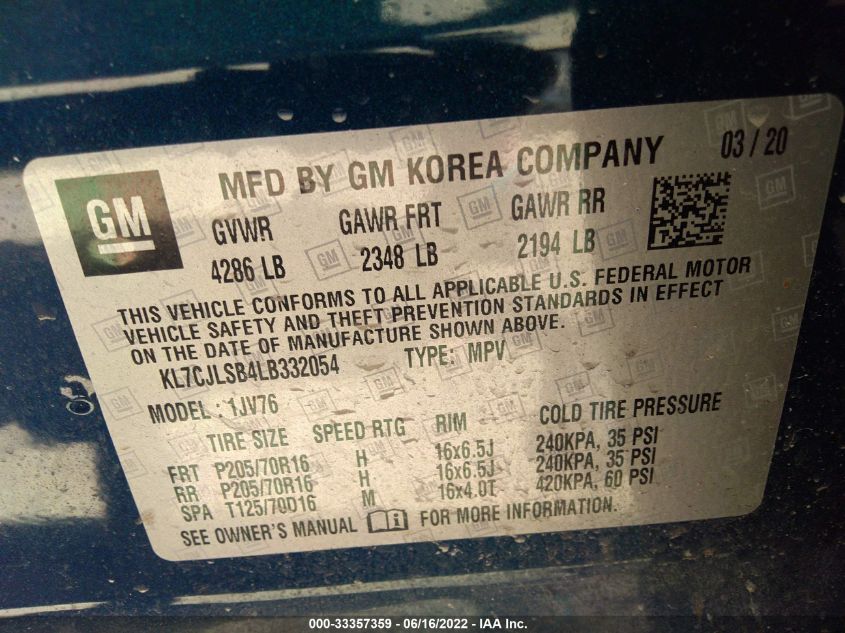 MFD BY GM KOREA COMPANY 03 / 20
GM
GVWR GAWR FRT GAWR RR
4286 LB 2348 LB 2194 LB
THIS VEHICLE CONFORMS TO ALL APPLICABLE U.S. FEDERAL MOTOR
VEHICLE SAFETY AND THEFT PREVENTION STANDARDS IN EFFECT
ON THE DATE OF MANUFACTURE SHOWN ABOVE.
KL7CJLSB4LB332054 TYPE: MPV
MODEL : 1JV76
TIRE SIZE SPEED RTG RIM COLD TIRE PRESSURE
FRT P205/70R16 H 16x6.5J 240KPA, 35 PSI
RR P205/70R16 H 16x6.5J 240KPA, 35 PSI
SPA T125/70D16 M 16x4.0T 420KPA, 60 PSI
SEE OWNER'S MANUAL FOR MORE INFORMATION.
000-33357359 - 06/16/2022 - IAA Inc.